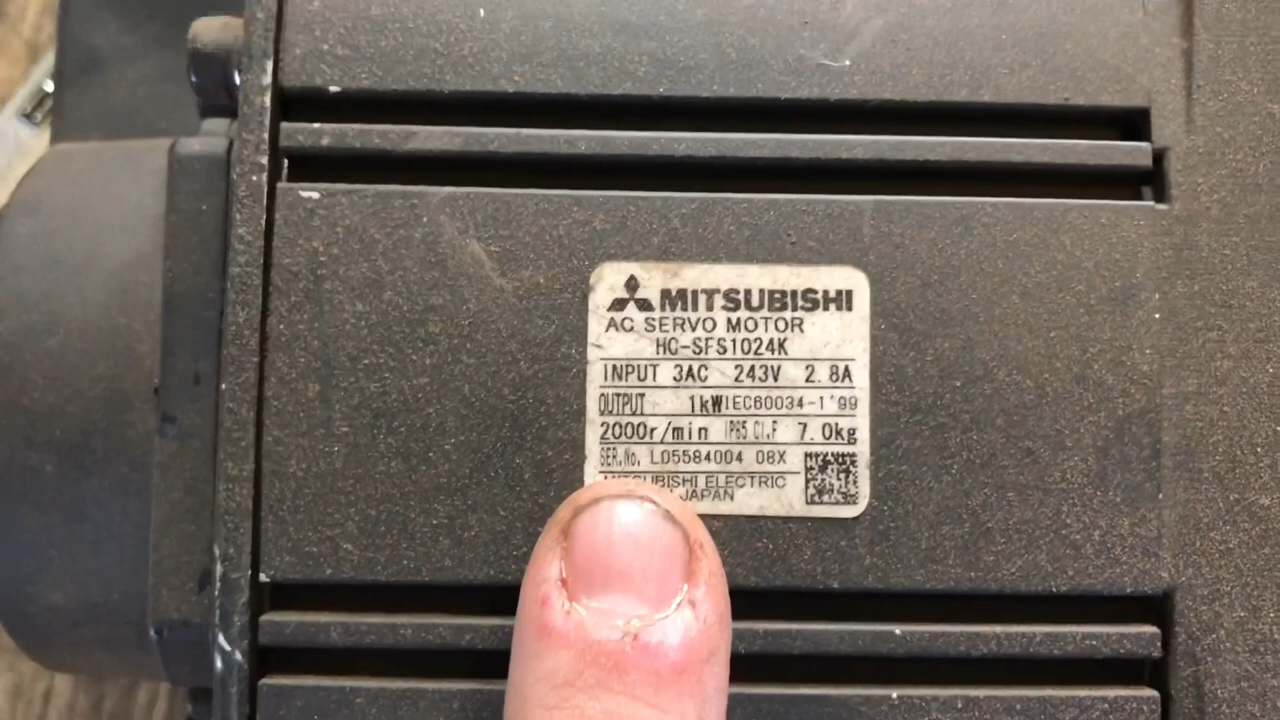 MITSUBISHI
AC SERVO MOTOR
HC-SFS1024K
INPUT 3AC 243V 2.8A
OUTPUT 1kW IEC60034-1'99
2000r/min IP65 Cl.F 7.0kg
SER.No. L05584004 08X
MITSUBISHI ELECTRIC
JAPAN